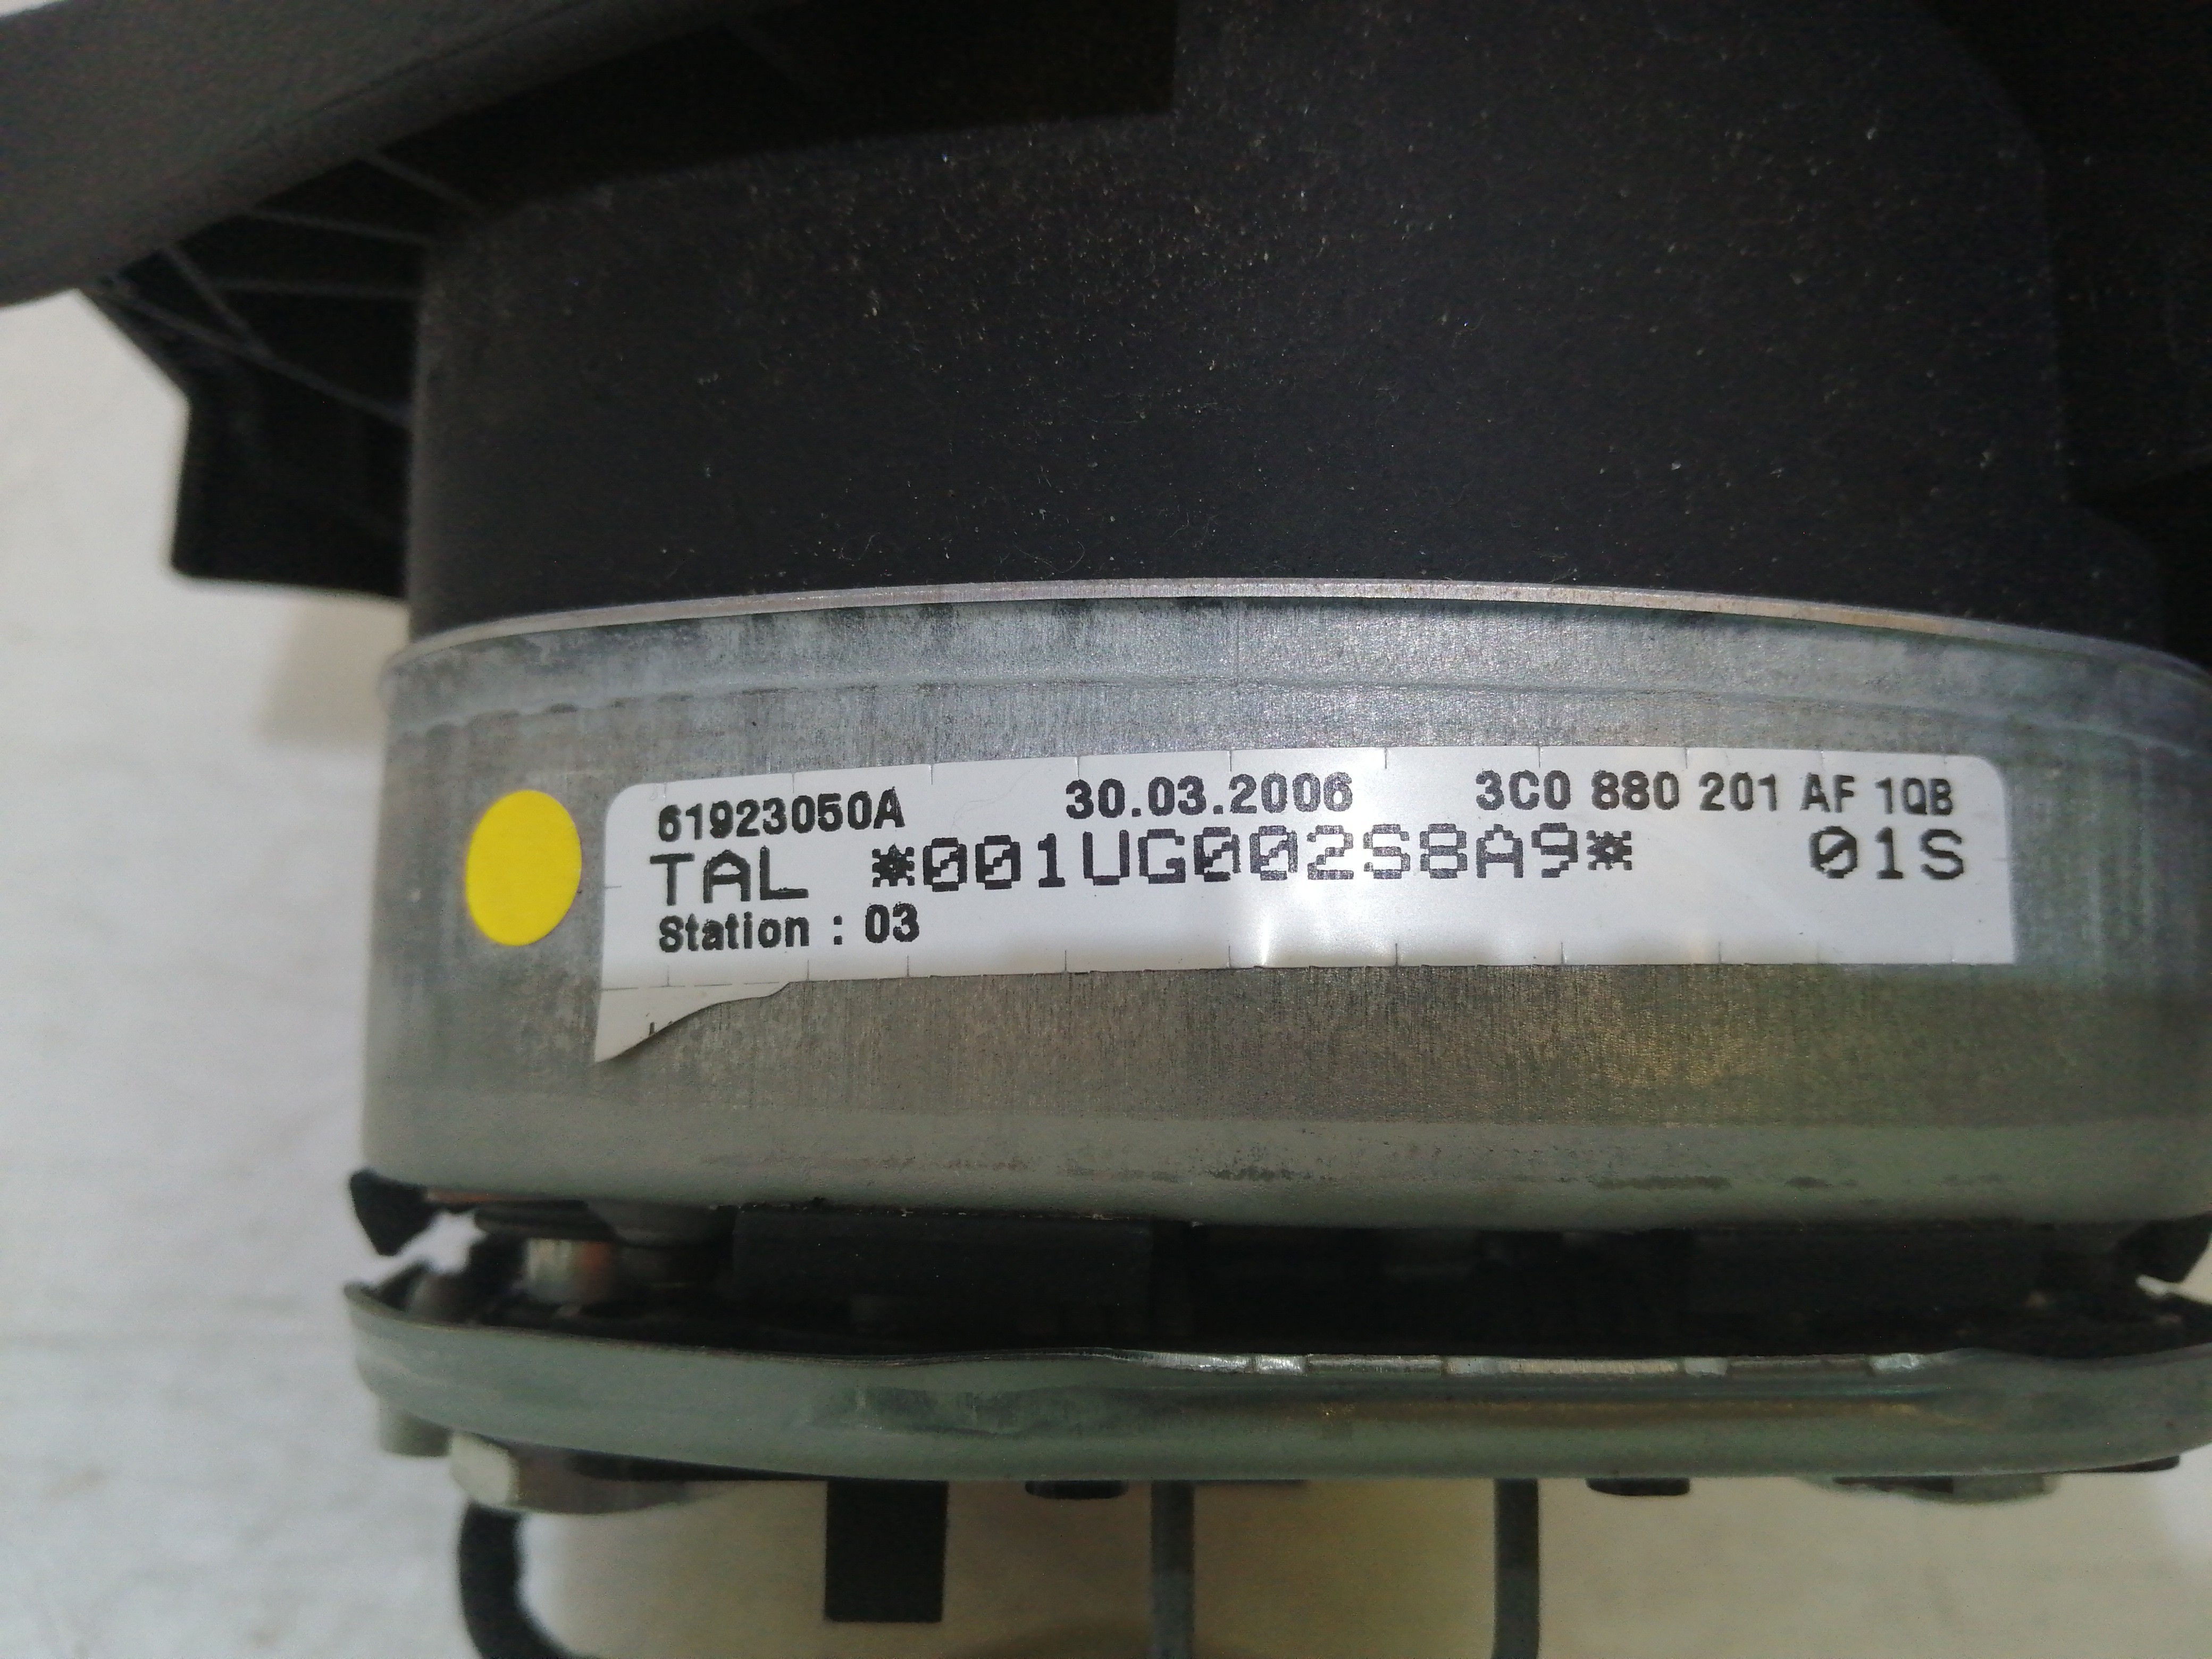 61923050A 30.03.2006 3C0 880 201 AF 1QB
TAL *001UG002S8A9* 01S
Station : 03